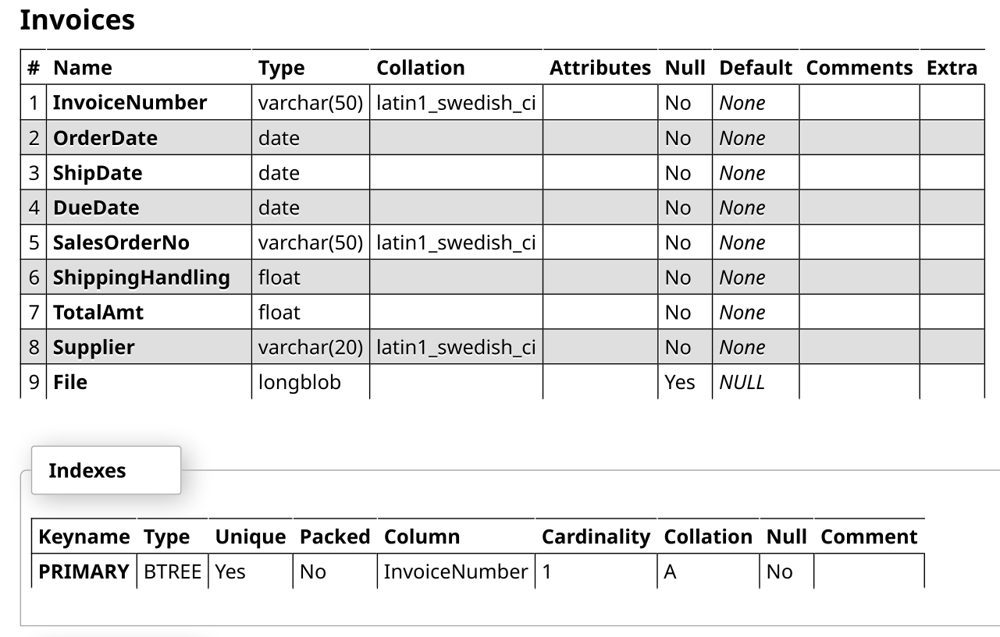 Invoices
# Name Type Collation Attributes Null Default Comments Extra
1 InvoiceNumber varchar(50) latin1_swedish_ci No None
2 OrderDate date No None
3 ShipDate date No None
4 DueDate date No None
5 SalesOrderNo varchar(50) latin1_swedish_ci No None
6 ShippingHandling float No None
7 TotalAmt float No None
8 Supplier varchar(20) latin1_swedish_ci No None
9 File longblob Yes NULL
Indexes
Keyname Type Unique Packed Column Cardinality Collation Null Comment
PRIMARY BTREE Yes No InvoiceNumber 1 A No